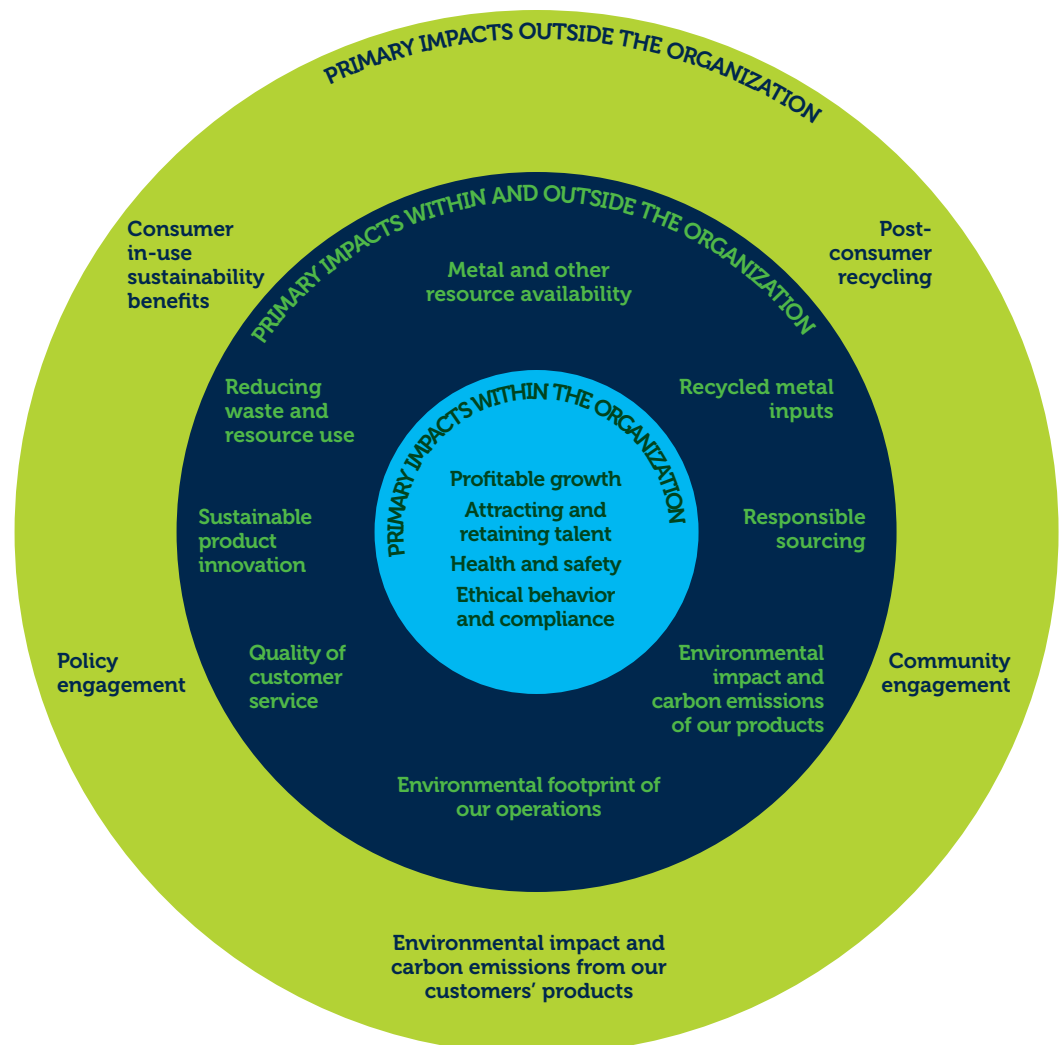 PRIMARY IMPACTS OUTSIDE THE ORGANIZATION
Consumer
in-use
sustainability
benefits
Post-
consumer
recycling
Policy
engagement
Community
engagement
Environmental impact and
carbon emissions from our
customers’ products
PRIMARY IMPACTS WITHIN AND OUTSIDE THE ORGANIZATION
Metal and other
resource availability
Reducing
waste and
resource use
Recycled metal
inputs
Sustainable
product
innovation
Responsible
sourcing
Quality of
customer
service
Environmental
impact and
carbon emissions
of our products
Environmental footprint of
our operations
PRIMARY IMPACTS WITHIN THE ORGANIZATION
Profitable growth
Attracting and
retaining talent
Health and safety
Ethical behavior
and compliance